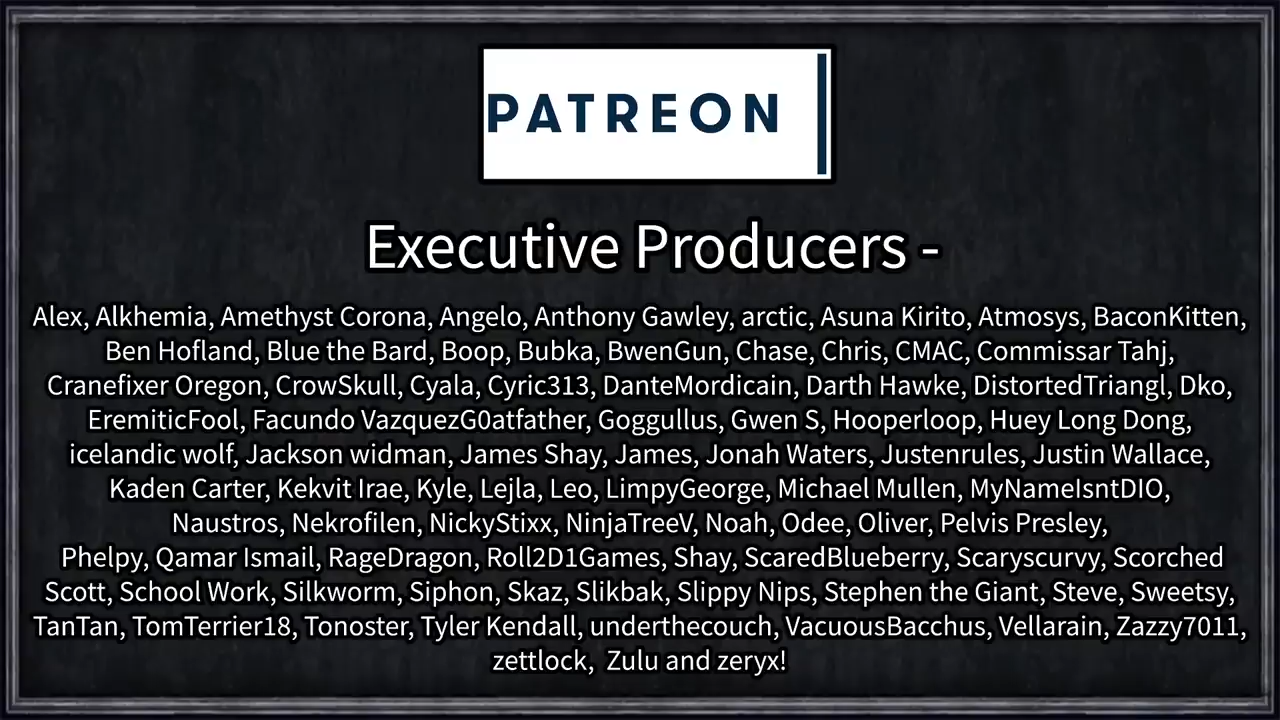 PATREON
Executive Producers -
Alex, Alkhemia, Amethyst Corona, Angelo, Anthony Gawley, arctic, Asuna Kirito, Atmosys, BaconKitten,
Ben Hofland, Blue the Bard, Boop, Bubka, BwenGun, Chase, Chris, CMAC, Commissar Tahj,
Cranefixer Oregon, CrowSkull, Cyala, Cyric313, DanteMordicain, Darth Hawke, DistortedTriangl, Dko,
EremiticFool, Facundo VazquezG0atfather, Goggullus, Gwen S, Hooperloop, Huey Long Dong,
icelandic wolf, Jackson widman, James Shay, James, Jonah Waters, Justenrules, Justin Wallace,
Kaden Carter, Kekvit Irae, Kyle, Lejla, Leo, LimpyGeorge, Michael Mullen, MyNameIsntDIO,
Naustros, Nekrofilen, NickyStixx, NinjaTreeV, Noah, Odee, Oliver, Pelvis Presley,
Phelpy, Qamar Ismail, RageDragon, Roll2D1Games, Shay, ScaredBlueberry, Scaryscurvy, Scorched
Scott, School Work, Silkworm, Siphon, Skaz, Slikbak, Slippy Nips, Stephen the Giant, Steve, Sweetsy,
TanTan, TomTerrier18, Tonoster, Tyler Kendall, underthecouch, VacuousBacchus, Vellarain, Zazzy7011,
zettlock,  Zulu and zeryx!